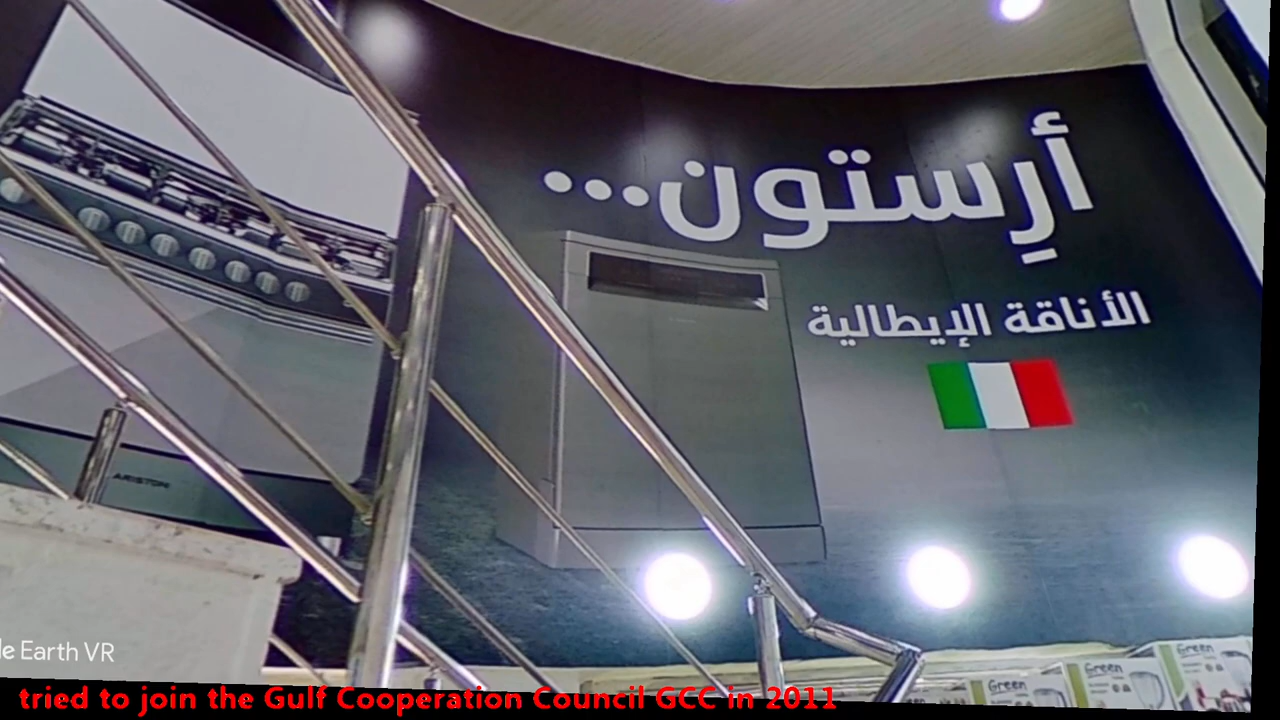 أرِستون...
الأناقة الإيطالية
ARISTON
Green
Green
Green
Earth VR
tried to join the Gulf Cooperation Council GCC in 2011